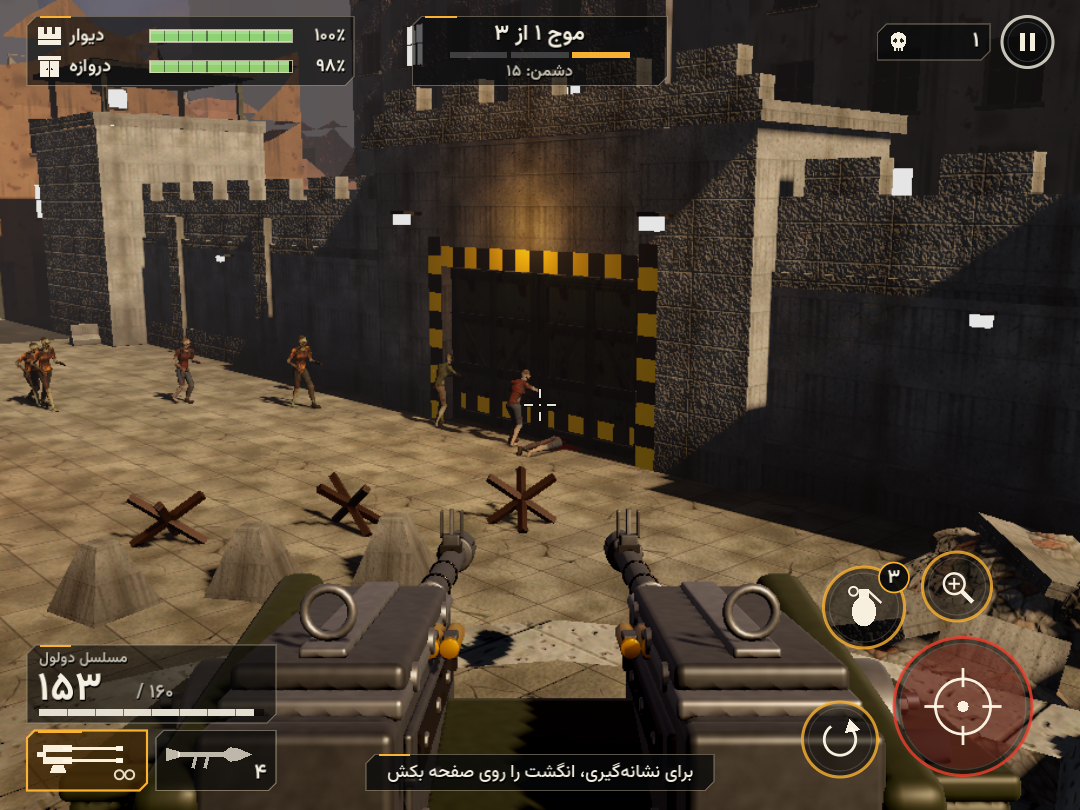 دیوار ۱۰۰٪
دروازه ۹۸٪
موج ۱ از ۳
دشمن: ۱۵
۱
۳
مسلسل دولول
۱۵۳ / ۱۶۰
∞
۴
برای نشانه‌گیری، انگشت را روی صفحه بکش